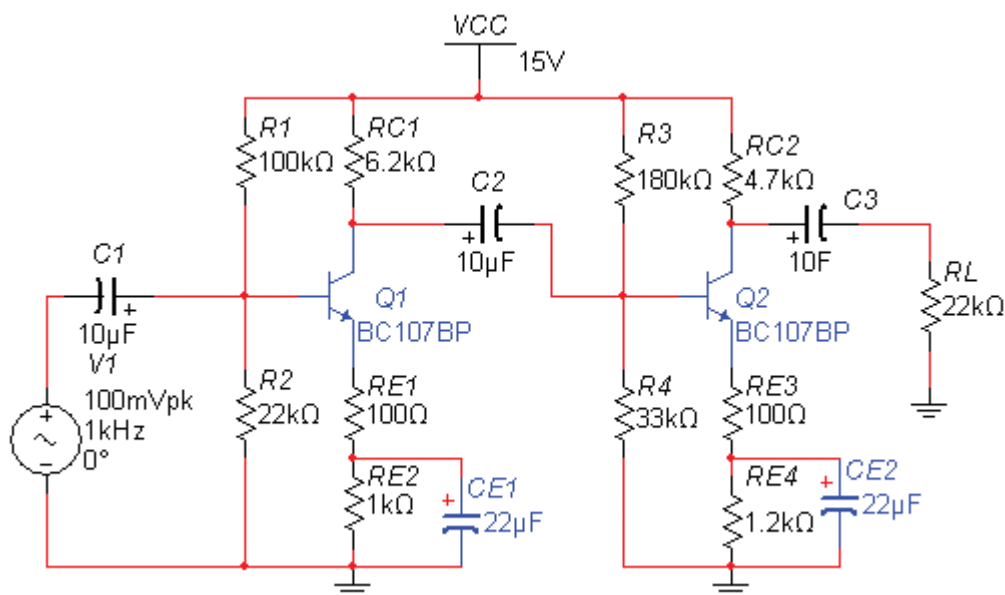 VCC
15V
R1
100kΩ
RC1
6.2kΩ
R3
180kΩ
RC2
4.7kΩ
C2
+
10µF
C3
+
10F
C1
+
10µF
Q1
BC107BP
Q2
BC107BP
RL
22kΩ
V1
100mVpk
1kHz
0°
+
R2
22kΩ
RE1
100Ω
R4
33kΩ
RE3
100Ω
RE2
1kΩ
+
CE1
22µF
RE4
1.2kΩ
+
CE2
22µF